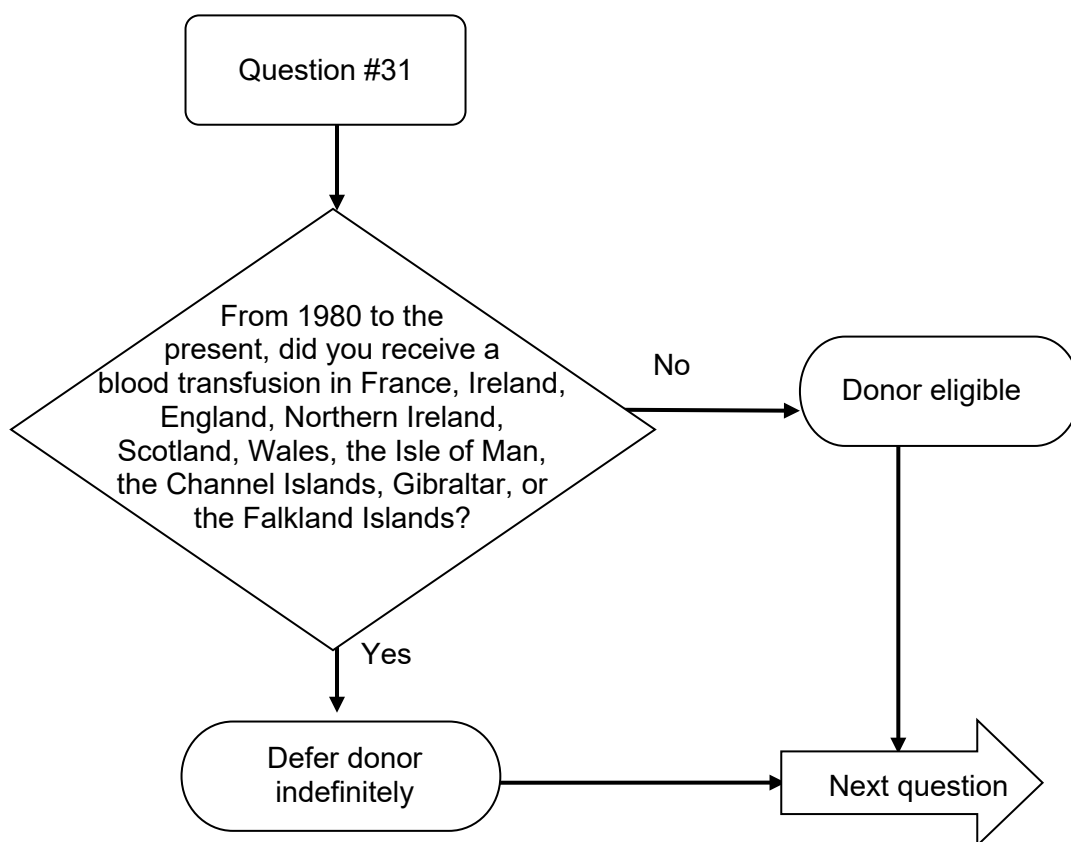 Question #31
From 1980 to the
present, did you receive a
blood transfusion in France, Ireland,
England, Northern Ireland,
Scotland, Wales, the Isle of Man,
the Channel Islands, Gibraltar, or
the Falkland Islands?
No
Donor eligible
Yes
Defer donor
indefinitely
Next question